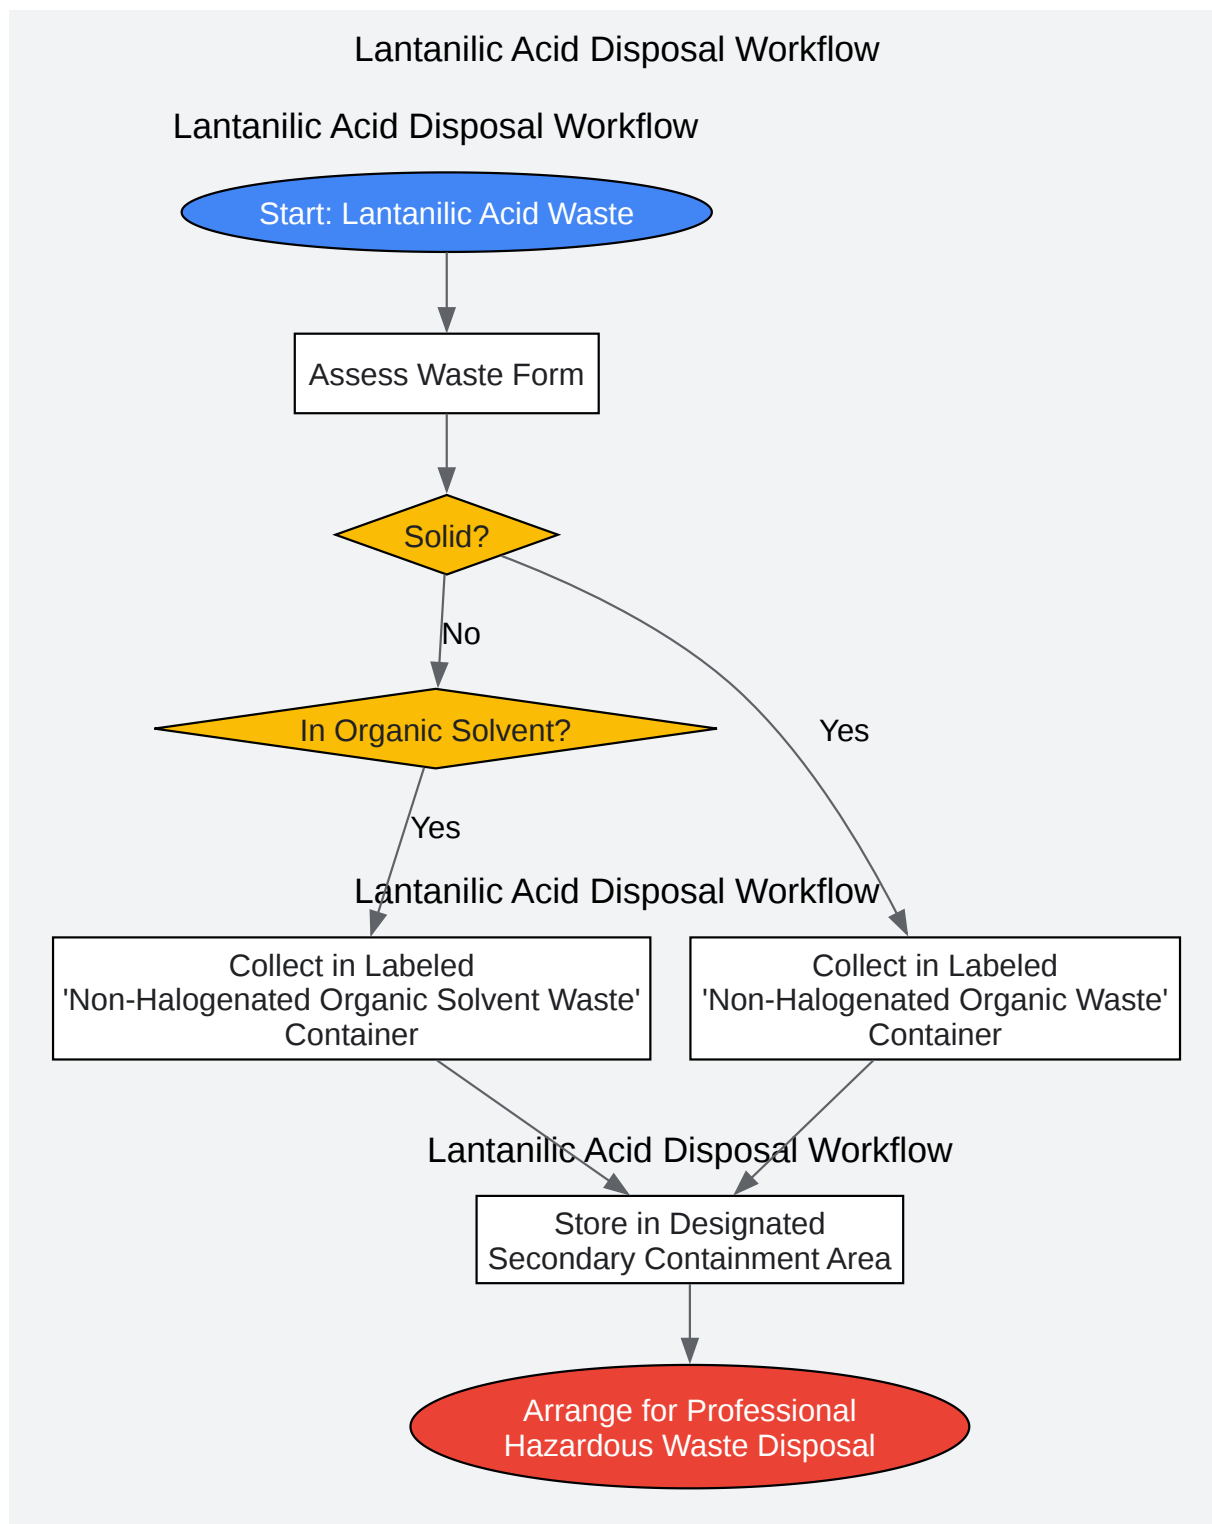 Lantanilic Acid Disposal Workflow
Lantanilic Acid Disposal Workflow
Start: Lantanilic Acid Waste
Assess Waste Form
Solid?
No
In Organic Solvent?
Yes
Yes
Lantanilic Acid Disposal Workflow
Collect in Labeled
'Non-Halogenated Organic Solvent Waste'
Container
Collect in Labeled
'Non-Halogenated Organic Waste'
Container
Lantanilic Acid Disposal Workflow
Store in Designated
Secondary Containment Area
Arrange for Professional
Hazardous Waste Disposal